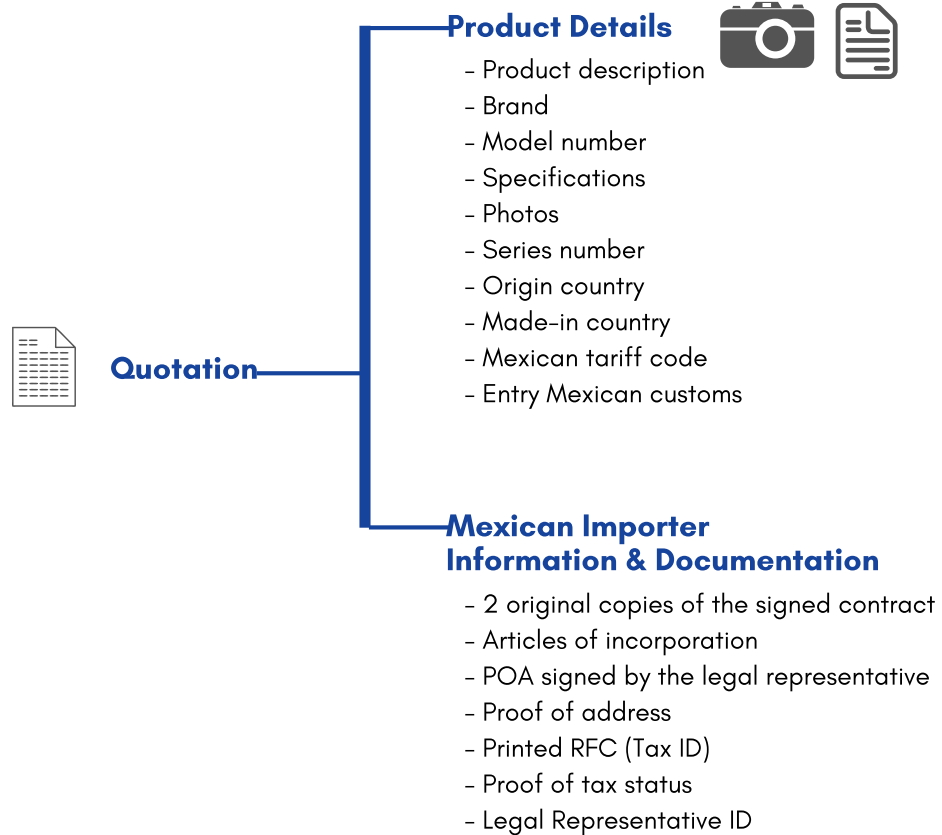 Product Details
- Product description
- Brand
- Model number
- Specifications
- Photos
- Series number
- Origin country
- Made-in country
- Mexican tariff code
- Entry Mexican customs
Quotation
Mexican Importer
Information & Documentation
- 2 original copies of the signed contract
- Articles of incorporation
- POA signed by the legal representative
- Proof of address
- Printed RFC (Tax ID)
- Proof of tax status
- Legal Representative ID